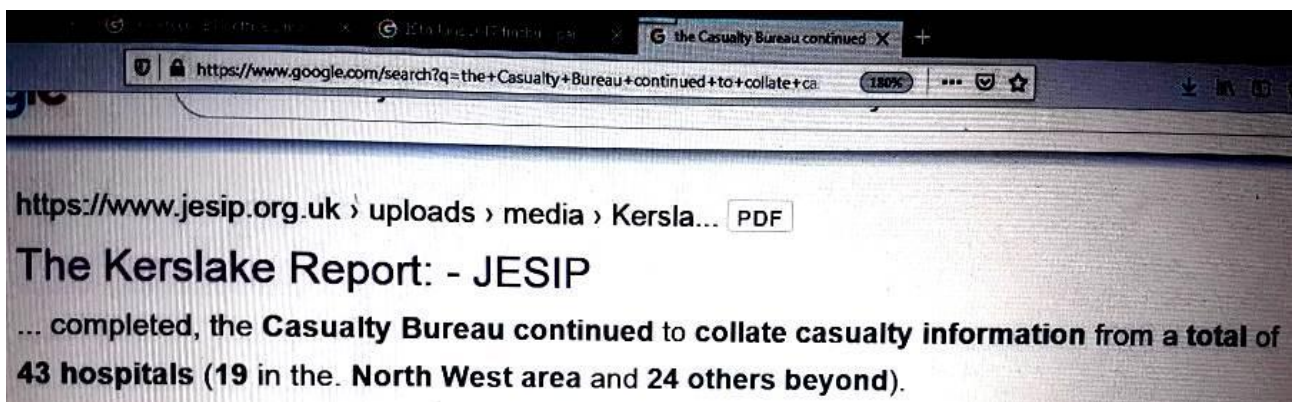 the Casualty Bureau continued
https://www.google.com/search?q=the+Casualty+Bureau+continued+to+collate+ca
180%
https://www.jesip.org.uk › uploads › media › Kersla... PDF
The Kerslake Report: - JESIP
... completed, the Casualty Bureau continued to collate casualty information from a total of
43 hospitals (19 in the. North West area and 24 others beyond).